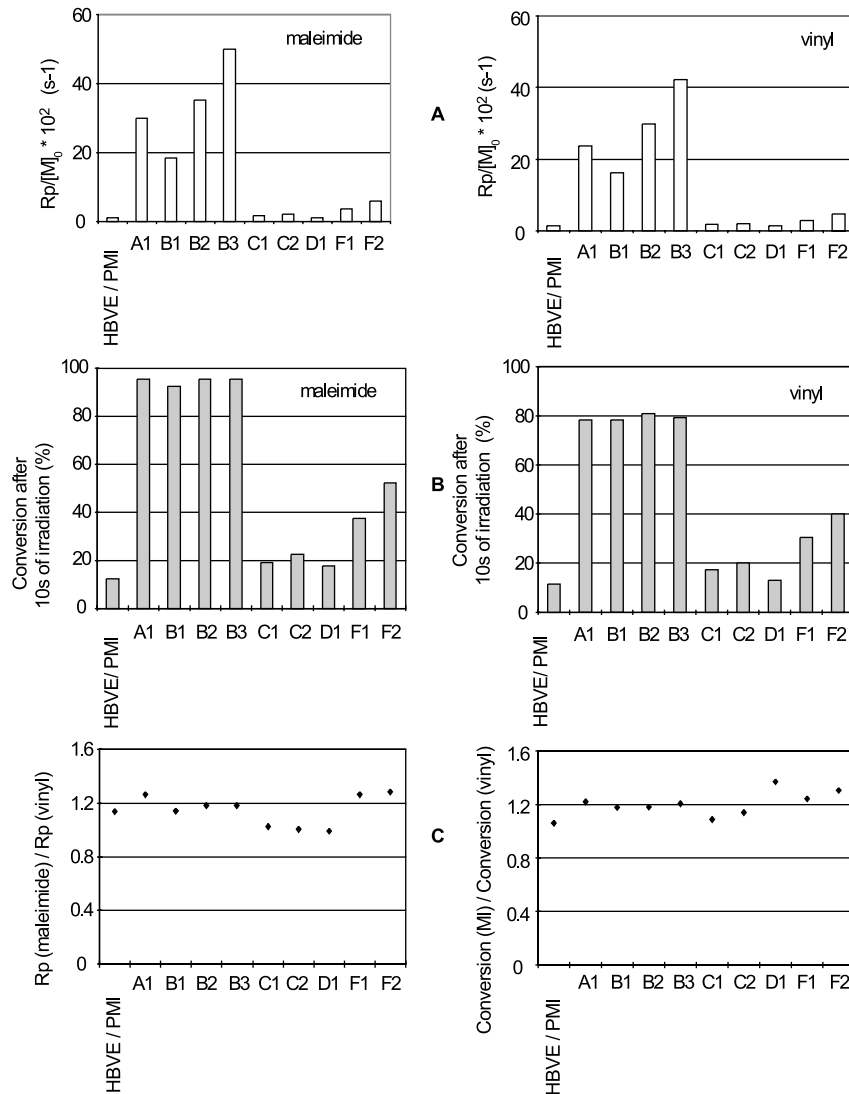 Rp/[M]0 * 10² (s-1)
60
40
20
0
maleimide
HBVE / PMI
A1 B1 B2 B3 C1 C2 D1 F1 F2
A
Rp/[M]0 * 10² (s-1)
60
40
20
0
vinyl
HBVE/ PMI
A1 B1 B2 B3 C1 C2 D1 F1 F2
Conversion after
10s of irradiation (%)
100
80
60
40
20
0
maleimide
HBVE/ PMI
A1 B1 B2 B3 C1 C2 D1 F1 F2
B
Conversion after
10s of irradiation (%)
100
80
60
40
20
0
vinyl
HBVE / PMI
A1 B1 B2 B3 C1 C2 D1 F1 F2
Rp (maleimide) / Rp (vinyl)
1.6
1.2
0.8
0.4
0
HBVE / PMI
A1 B1 B2 B3 C1 C2 D1 F1 F2
C
Conversion (MI) / Conversion (vinyl)
1.6
1.2
0.8
0.4
0
HBVE / PMI
A1 B1 B2 B3 C1 C2 D1 F1 F2